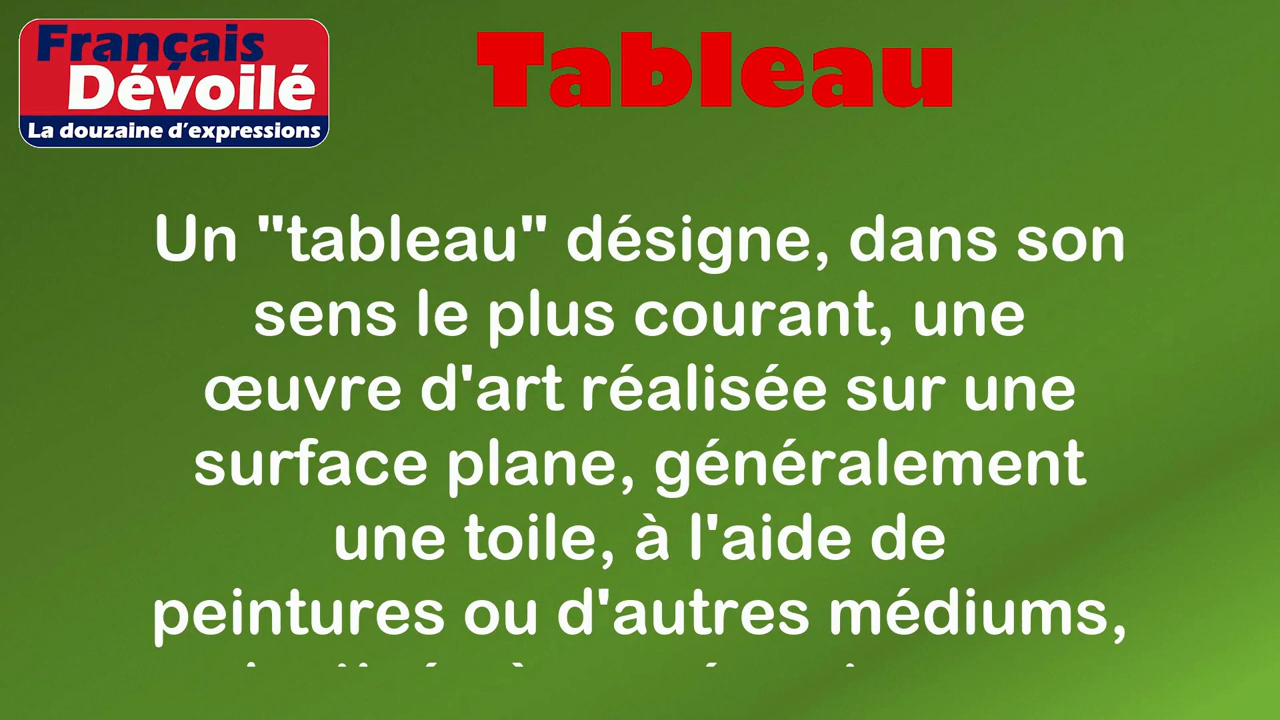 Français
Dévoilé
La douzaine d'expressions
Tableau
Un "tableau" désigne, dans son
sens le plus courant, une
œuvre d'art réalisée sur une
surface plane, généralement
une toile, à l'aide de
peintures ou d'autres médiums,